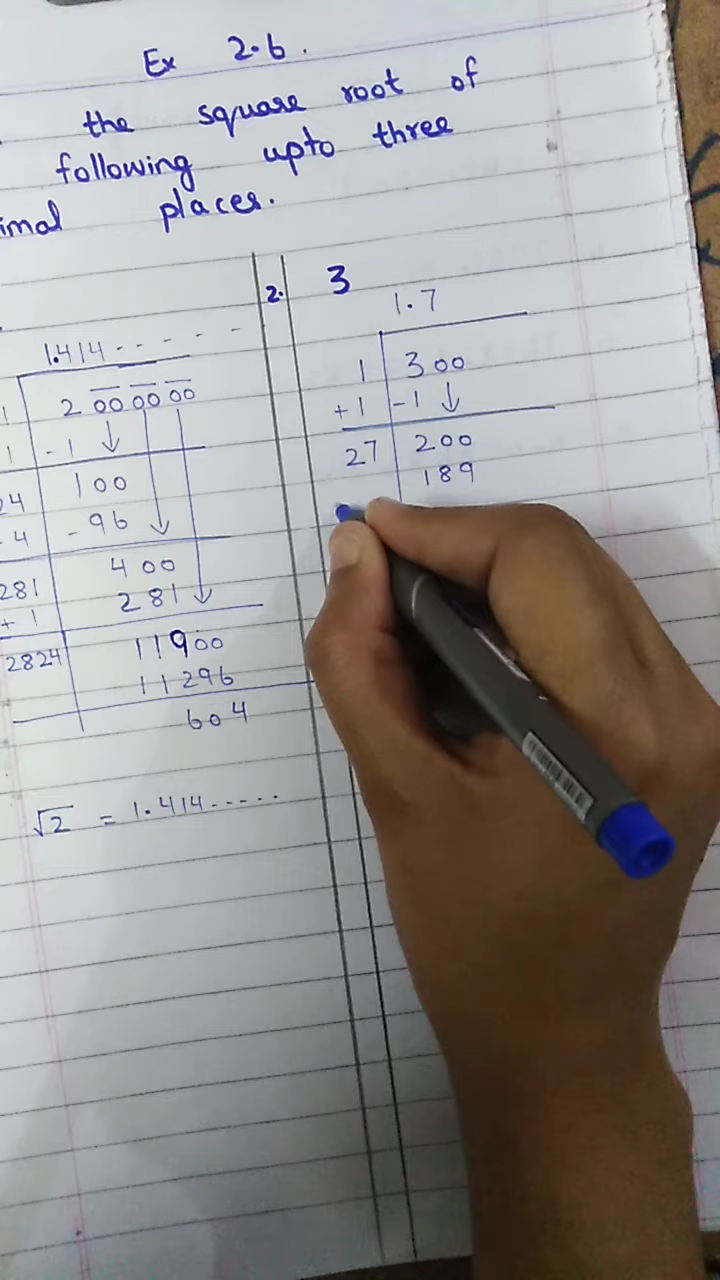 Ex 2.6.
the square root of
following upto three
imal places.
1.414 - - - - -
1 2 00 00 00
1 - 1
24 100
4 - 96
281 400
+ 1 281
2824 11900
11296
604
√2 = 1.414.....
2. 3
1.7
1 3 00
+1 -1
27 200
189